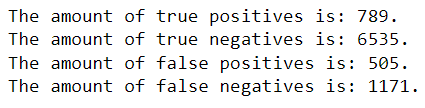 The amount of true positives is: 789.
The amount of true negatives is: 6535.
The amount of false positives is: 505.
The amount of false negatives is: 1171.